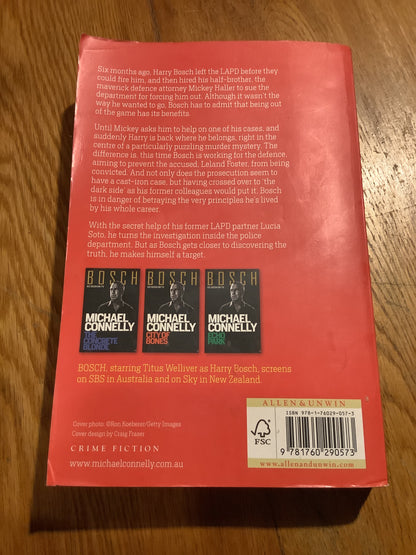 Six months ago, Harry Bosch left the LAPD before they
could fire him, and then hired his half-brother, the
maverick defence attorney Mickey Haller to sue the
department for forcing him out. Although it wasn't the
way he wanted to go, Bosch has to admit that being out
of the game has its benefits.
Until Mickey asks him to help on one of his cases, and
suddenly Harry is back where he belongs, right in the
centre of a particularly puzzling murder mystery. The
difference is, this time Bosch is working for the defence,
aiming to prevent the accused, Leland Foster, from being
convicted. And not only does the prosecution seem to
have a cast-iron case, but having crossed over to 'the
dark side' as his former colleagues would put it, Bosch
is in danger of betraying the very principles he's lived
by his whole career.
With the secret help of his former LAPD partner Lucia
Soto, he turns the investigation inside the police
department. But as Bosch gets closer to discovering the
truth, he makes himself a target.
BOSCH
MICHAEL
CONNELLY
THE
CONCRETE
BLONDE
BOSCH
MICHAEL
CONNELLY
CITY OF
BONES
BOSCH
MICHAEL
CONNELLY
ECHO
PARK
BOSCH, starring Titus Welliver as Harry Bosch, screens
on SBS in Australia and on Sky in New Zealand.
Cover photo: ©Ron Koeberer/Getty Images
Cover design by Craig Fraser
CRIME FICTION
www.michaelconnelly.com.au
FSC
ALLEN & UNWIN
ISBN 978-1-76029-057-3
9 781760 290573
www.allenandunwin.com